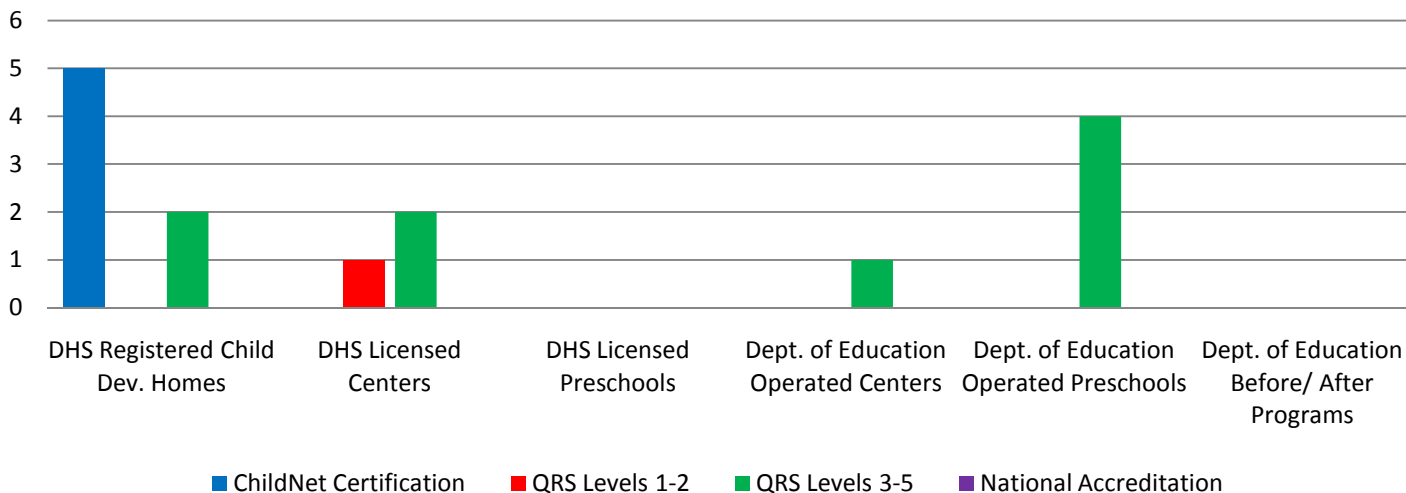 6
5
4
3
2
1
0
DHS Registered Child
Dev. Homes
DHS Licensed
Centers
DHS Licensed
Preschools
Dept. of Education
Operated Centers
Dept. of Education
Operated Preschools
Dept. of Education
Before/ After
Programs
ChildNet Certification
QRS Levels 1-2
QRS Levels 3-5
National Accreditation